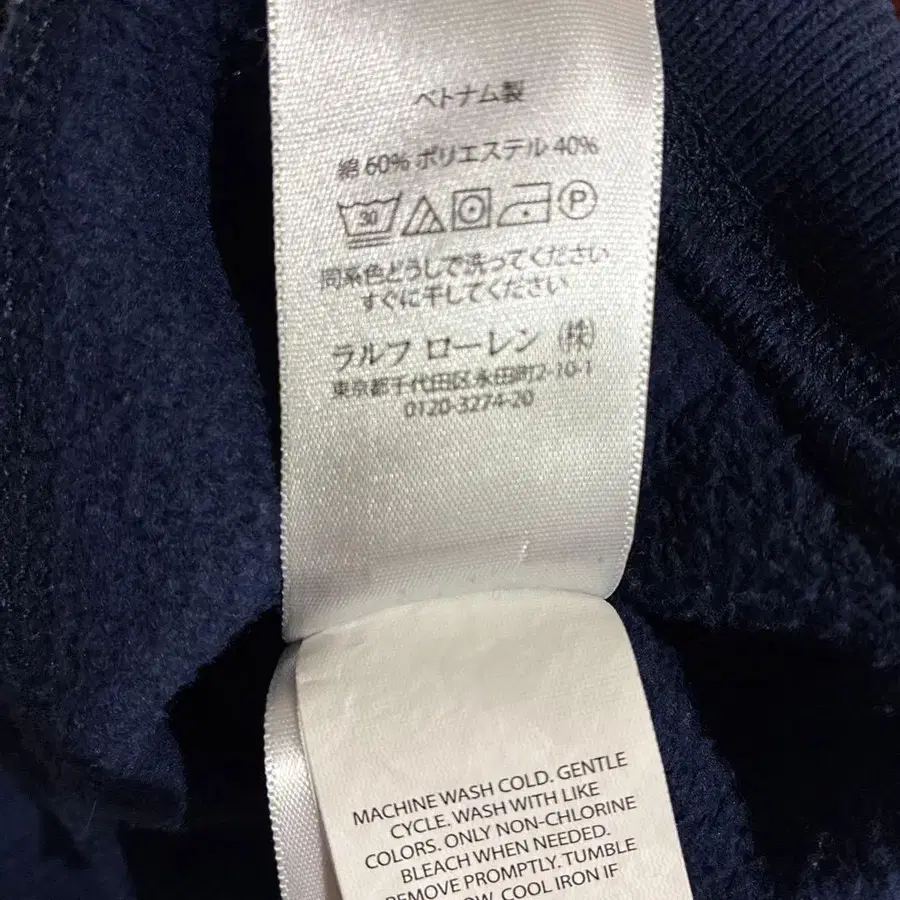 ベトナム製
綿 60% ポリエステル 40%
30 P
同系色どうしで洗ってください
すぐに干してください
ラルフ ローレン (株)
東京都千代田区永田町2-10-1
0120-3274-20
MACHINE WASH COLD. GENTLE
CYCLE. WASH WITH LIKE
COLORS. ONLY NON-CHLORINE
BLEACH WHEN NEEDED.
REMOVE PROMPTLY. TUMBLE
COOL IRON IF